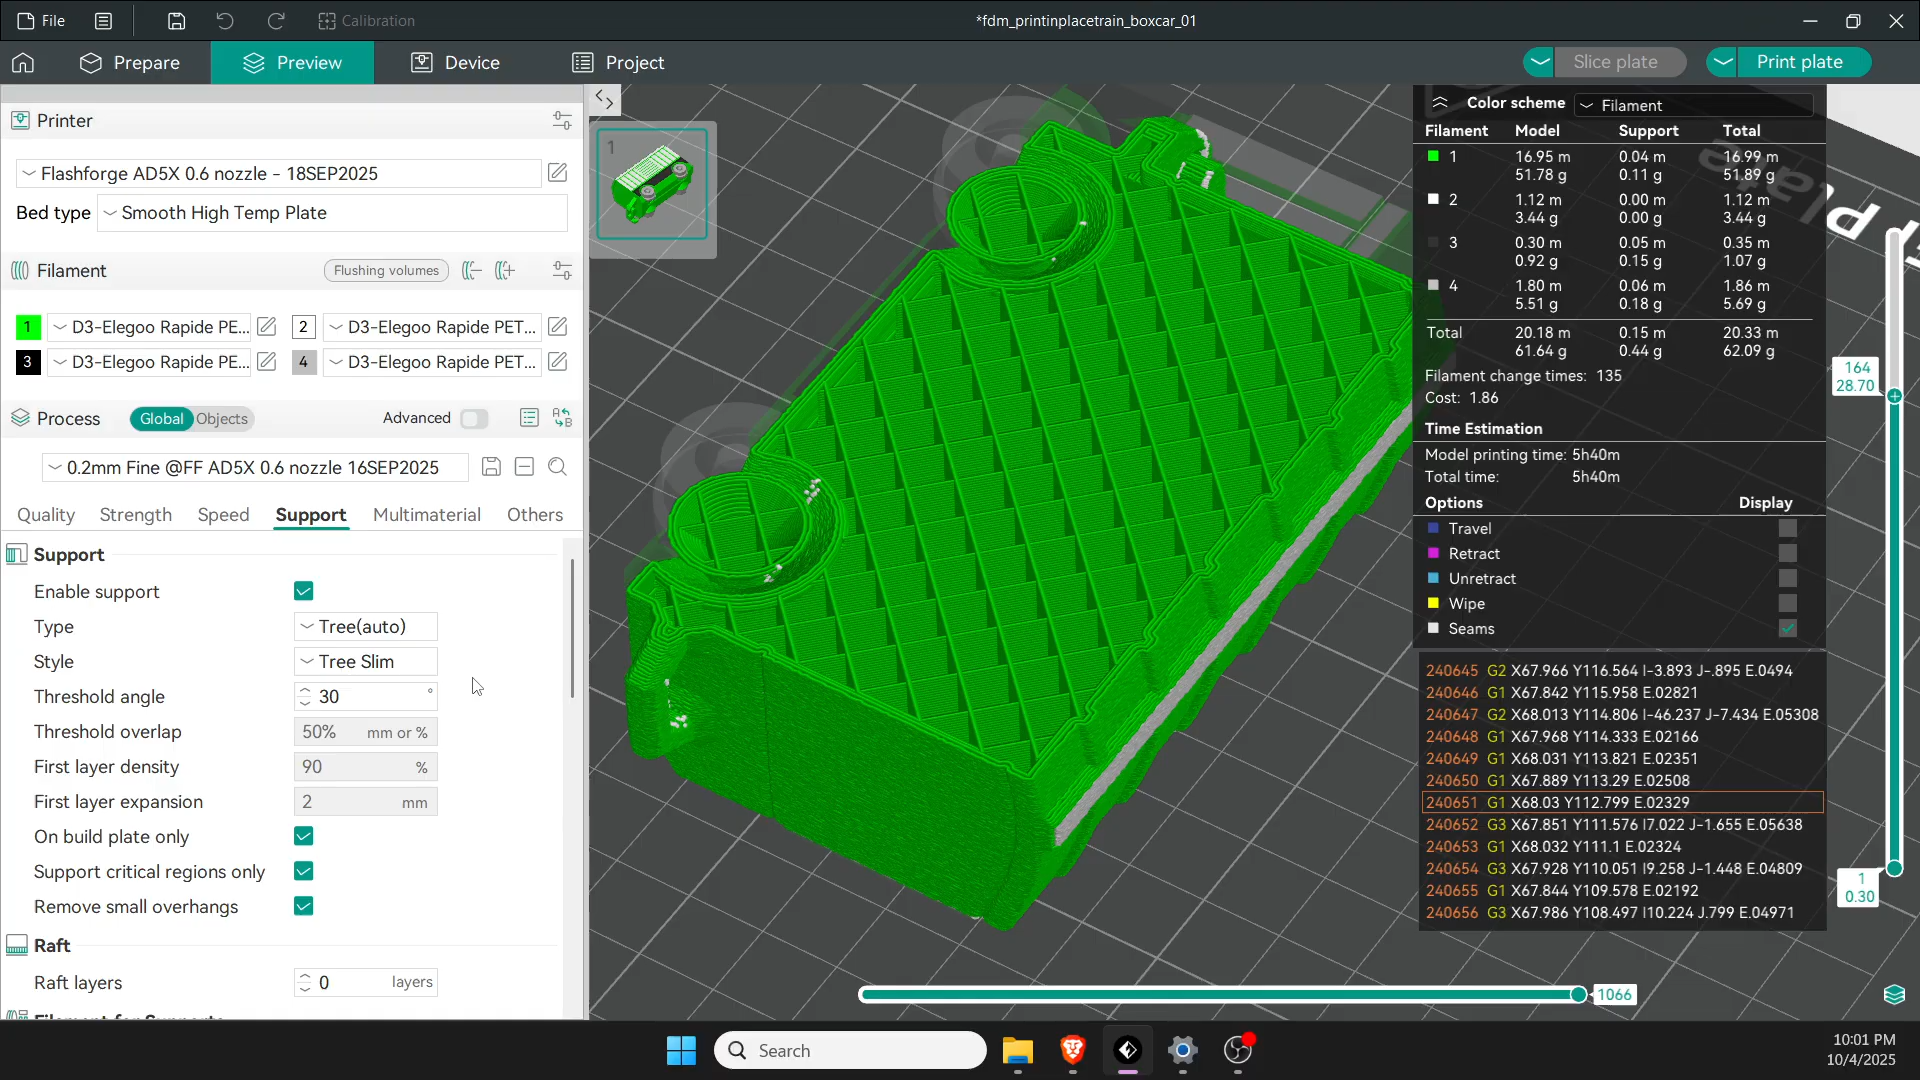 File
Calibration
*fdm_printinplacetrain_boxcar_01
Prepare
Preview
Device
Project
Slice plate
Print plate
Printer
Flashforge AD5X 0.6 nozzle - 18SEP2025
Bed type
Smooth High Temp Plate
Filament
Flushing volumes
1 D3-Elegoo Rapide PE...
2 D3-Elegoo Rapide PET...
3 D3-Elegoo Rapide PE...
4 D3-Elegoo Rapide PET...
Process
Global
Objects
Advanced
0.2mm Fine @FF AD5X 0.6 nozzle 16SEP2025
Quality
Strength
Speed
Support
Multimaterial
Others
Support
Enable support
Type
Tree(auto)
Style
Tree Slim
Threshold angle
30 °
Threshold overlap
50% mm or %
First layer density
90 %
First layer expansion
2 mm
On build plate only
Support critical regions only
Remove small overhangs
Raft
Raft layers
0 layers
1
Color scheme
Filament
Filament Model Support Total
1 16.95 m 0.04 m 16.99 m
51.78 g 0.11 g 51.89 g
2 1.12 m 0.00 m 1.12 m
3.44 g 0.00 g 3.44 g
3 0.30 m 0.05 m 0.35 m
0.92 g 0.15 g 1.07 g
4 1.80 m 0.06 m 1.86 m
5.51 g 0.18 g 5.69 g
Total 20.18 m 0.15 m 20.33 m
61.64 g 0.44 g 62.09 g
Filament change times: 135
Cost: 1.86
Time Estimation
Model printing time: 5h40m
Total time: 5h40m
Options Display
Travel
Retract
Unretract
Wipe
Seams
240645 G2 X67.966 Y116.564 I-3.893 J-.895 E.0494
240646 G1 X67.842 Y115.958 E.02821
240647 G2 X68.013 Y114.806 I-46.237 J-7.434 E.05308
240648 G1 X67.968 Y114.333 E.02166
240649 G1 X68.031 Y113.821 E.02351
240650 G1 X67.889 Y113.29 E.02508
240651 G1 X68.03 Y112.799 E.02329
240652 G3 X67.851 Y111.576 I7.022 J-1.655 E.05638
240653 G1 X68.032 Y111.1 E.02324
240654 G3 X67.928 Y110.051 I9.258 J-1.448 E.04809
240655 G1 X67.844 Y109.578 E.02192
240656 G3 X67.986 Y108.497 I10.224 J.799 E.04971
164
28.70
1
0.30
1066
Search
10:01 PM
10/4/2025